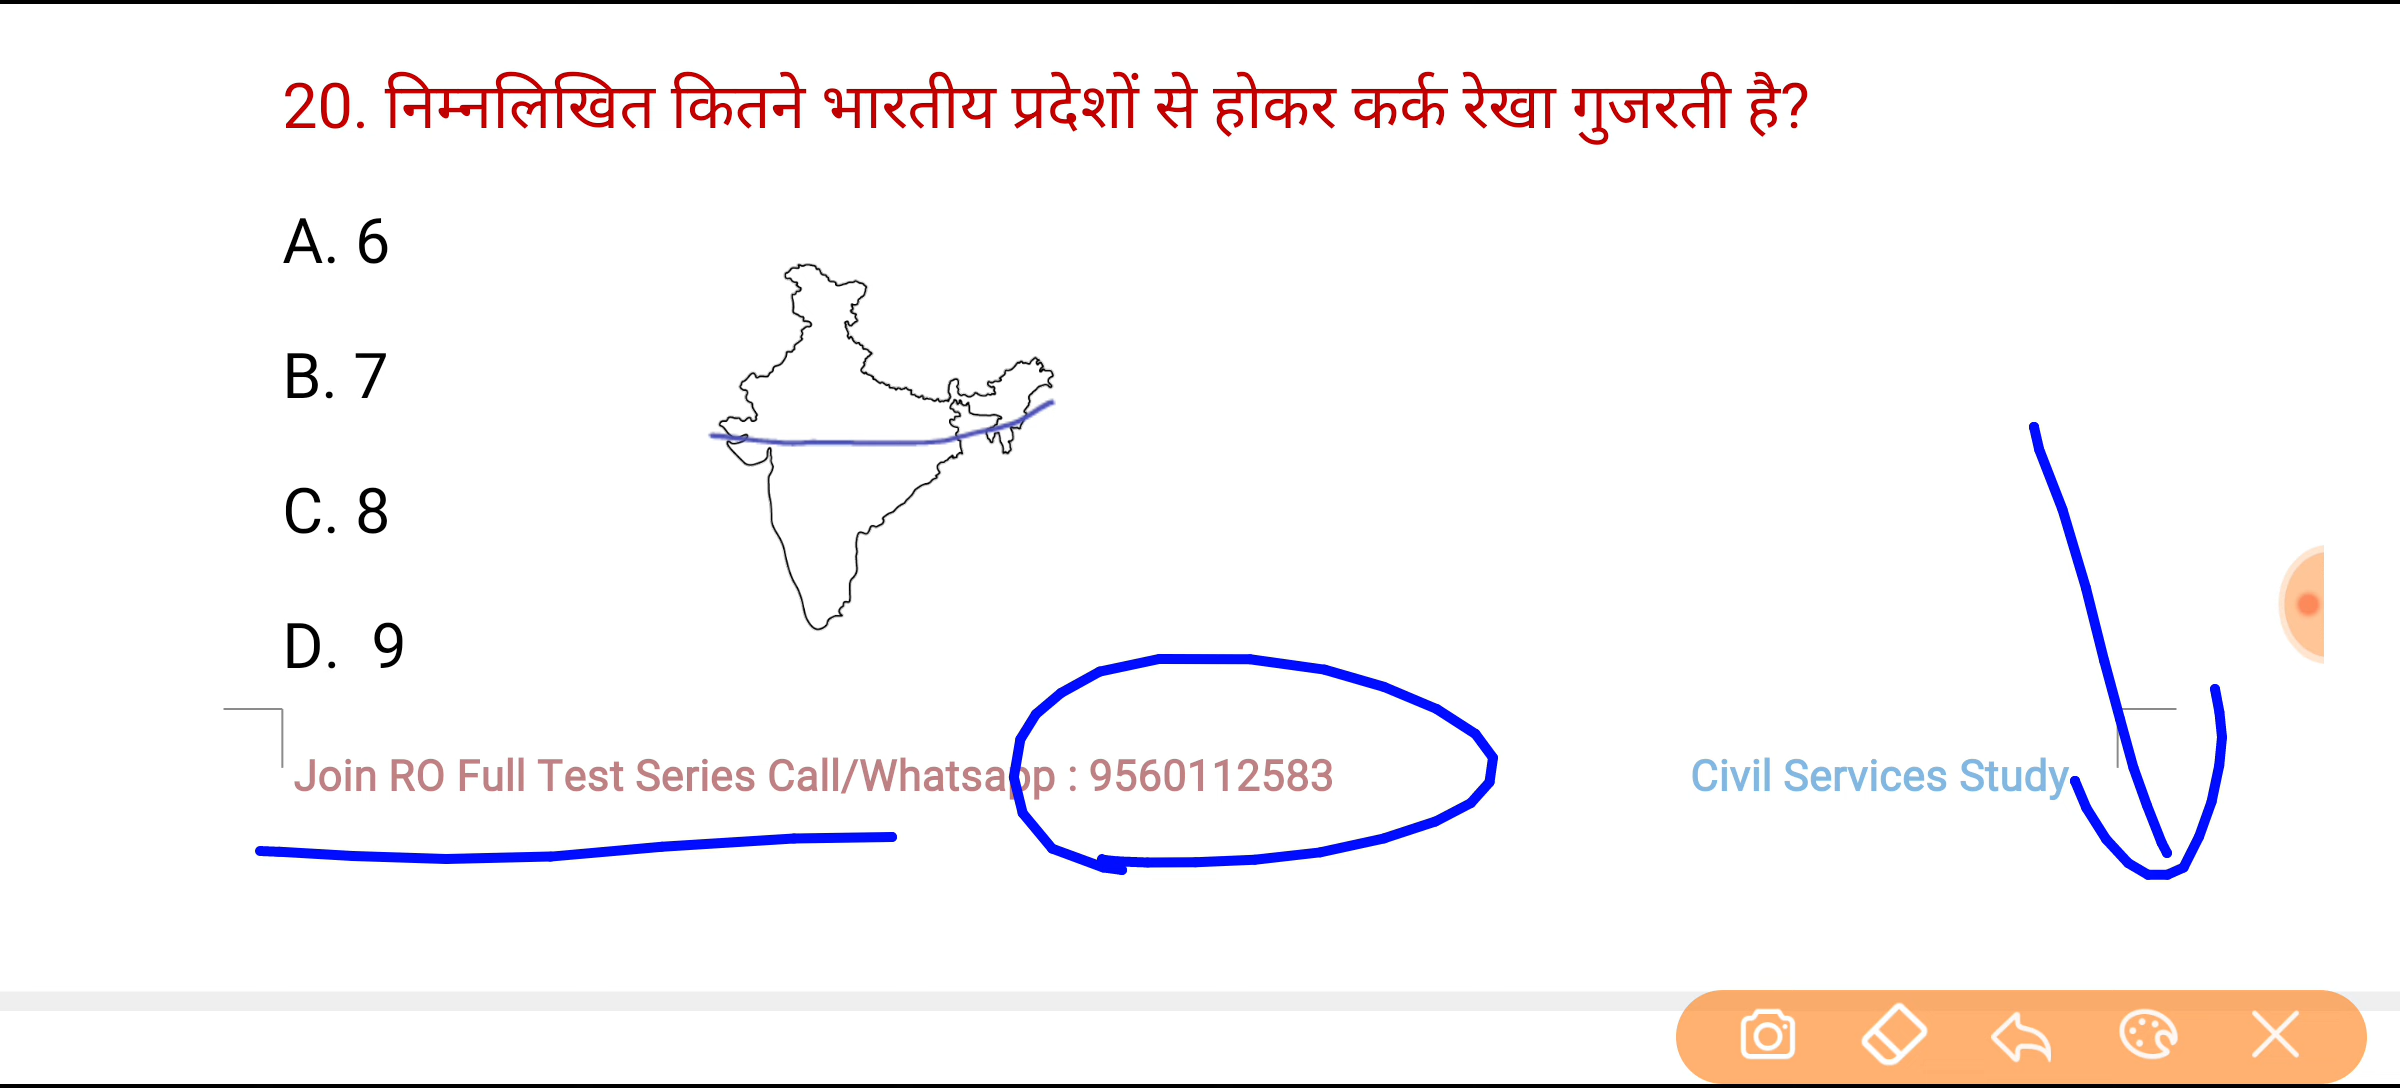 20. निम्नलिखित कितने भारतीय प्रदेशों से होकर कर्क रेखा गुजरती है?
A. 6
B. 7
C. 8
D. 9
Join RO Full Test Series Call/Whatsapp : 9560112583 Civil Services Study